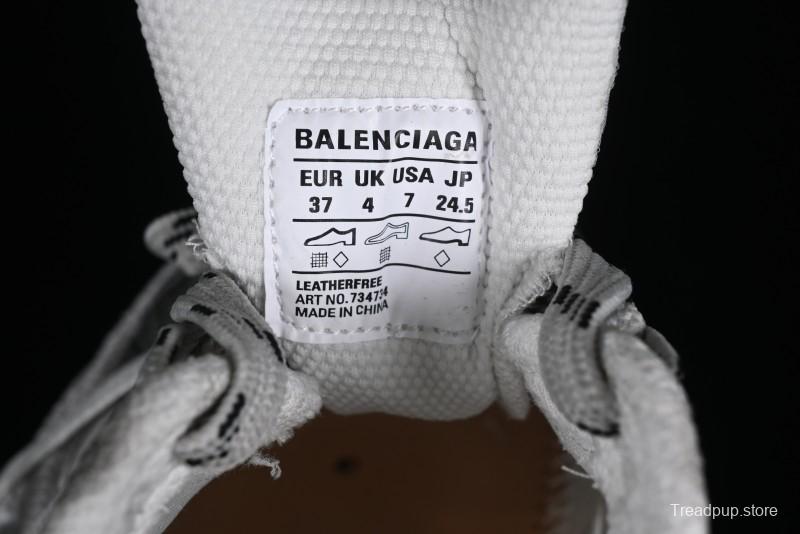 BALENCIAGA
EUR UK USA JP
37 4 7 24.5
LEATHERFREE
ART NO.734734
MADE IN CHINA
Treadpup.store